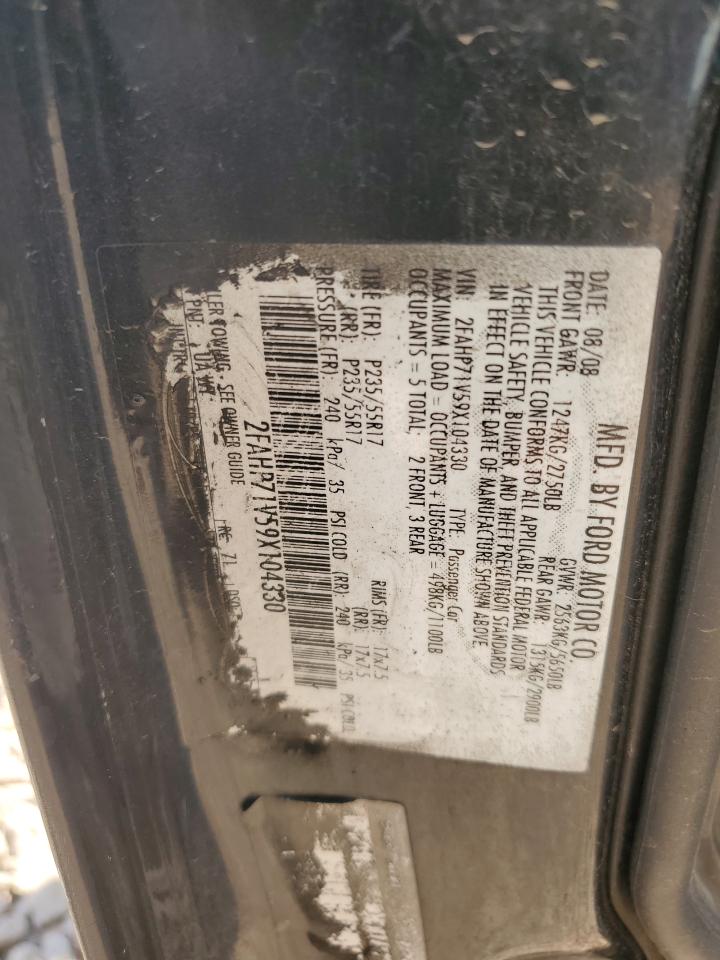 MFD. BY FORD MOTOR CO
DATE: 08/08 GVWR: 2563KG/5650LB
FRONT GAWR: 1247KG/2750LB REAR GAWR: 1315KG/2900LB
THIS VEHICLE CONFORMS TO ALL APPLICABLE FEDERAL MOTOR
VEHICLE SAFETY, BUMPER, AND THEFT PREVENTION STANDARDS
IN EFFECT ON THE DATE OF MANUFACTURE SHOWN ABOVE.
VIN: 2FAHP71V59X104330 TYPE: Passenger Car
MAXIMUM LOAD = OCCUPANTS + LUGGAGE = 498KG/1100LB
OCCUPANTS = 5 TOTAL; 2 FRONT, 3 REAR
TIRE (FR): P235/55R17 RIMS (FR): 17x7.5
(RR): P235/55R17 (RR): 17x7.5
PRESSURE (FR): 240 kPa/ 35 PSI COLD (RR): 240 kPa/ 35 PSI COLD
2FAHP71V59X104330
TOWING - SEE OWNER GUIDE
PNT: UA